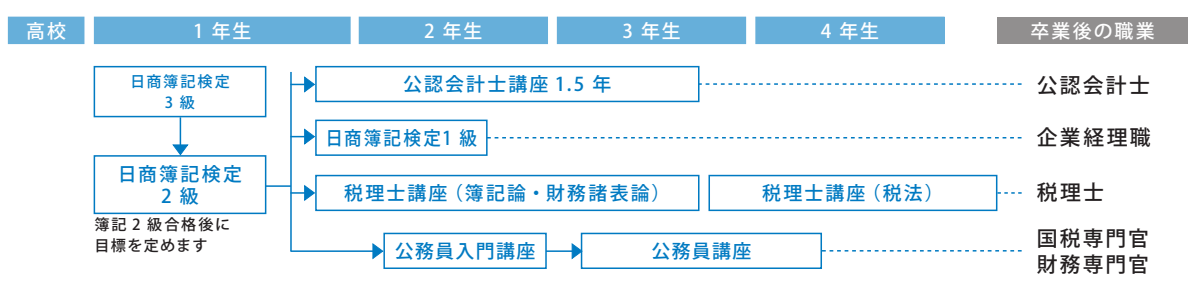 高校
1 年生
2 年生
3 年生
4 年生
卒業後の職業
日商簿記検定
3 級
日商簿記検定
2 級
簿記 2 級合格後に
目標を定めます
公認会計士講座 1.5 年
公認会計士
日商簿記検定1 級
企業経理職
税理士講座（簿記論・財務諸表論）
税理士講座（税法）
税理士
公務員入門講座
公務員講座
国税専門官
財務専門官